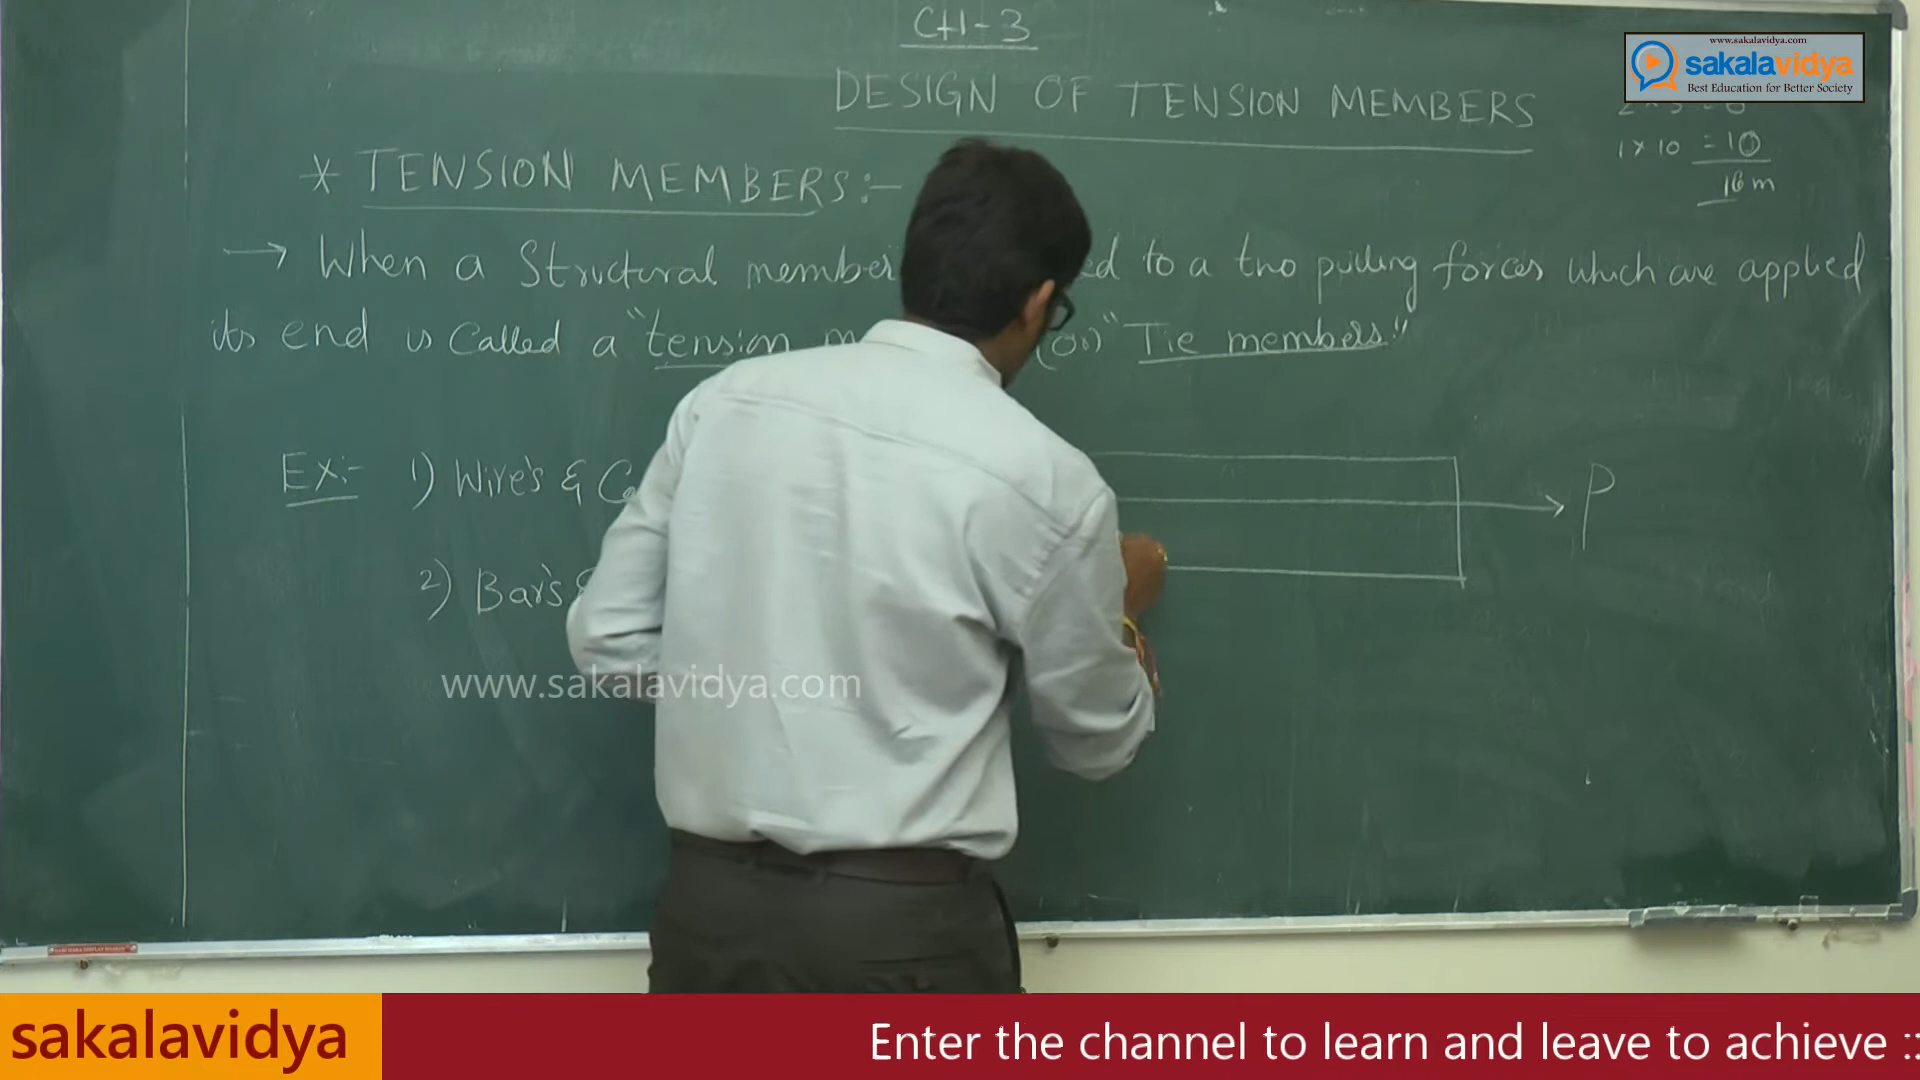 CH-3
www.sakalavidya.com
sakalavidya
Best Education for Better Society
DESIGN OF TENSION MEMBERS
1 x 10 = 10
16 m
* TENSION MEMBERS:-
→ When a Structural member ed to a two pulling forces which are applied
its end is Called a "tension m (or) "Tie members"
Ex:- 1) Wire's & Ca
P
2) Bar's &
www.sakalavidya.com
sakalavidya
Enter the channel to learn and leave to achieve ::